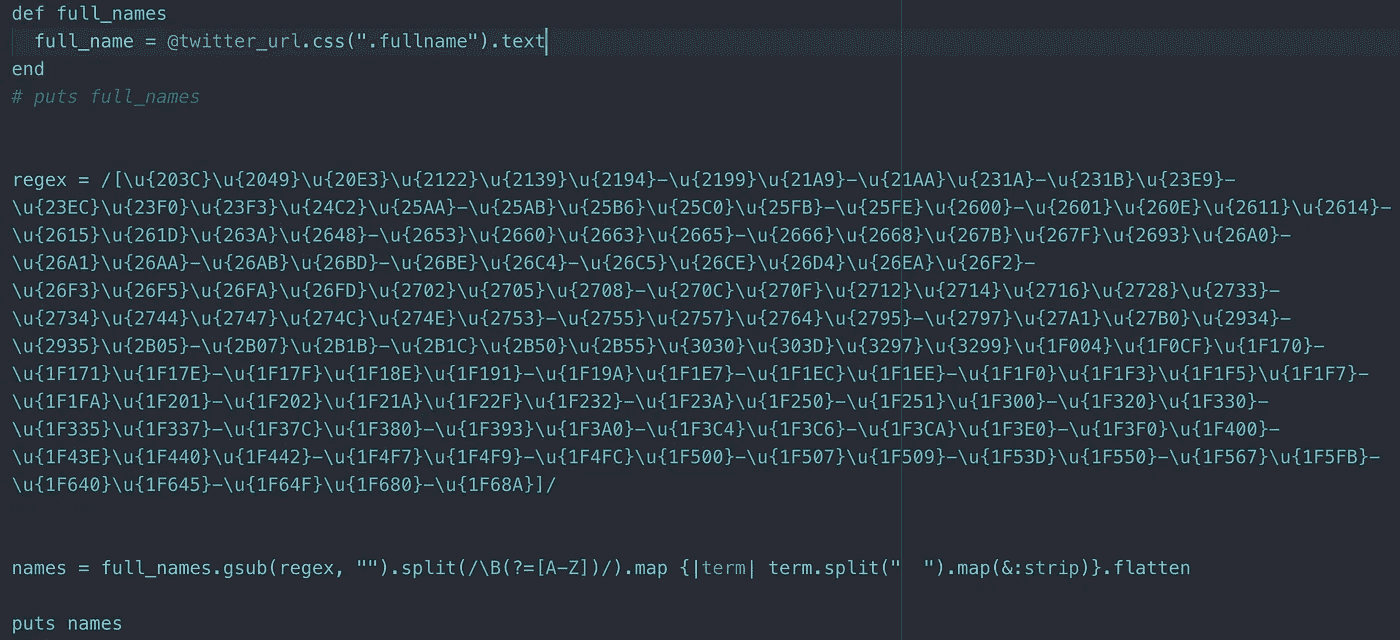 def full_names
  full_name = @twitter_url.css(".fullname").text
end
# puts full_names
regex = /[\u{203C}\u{2049}\u{20E3}\u{2122}\u{2139}\u{2194}-\u{2199}\u{21A9}-\u{21AA}\u{231A}-\u{231B}\u{23E9}-
\u{23EC}\u{23F0}\u{23F3}\u{24C2}\u{25AA}-\u{25AB}\u{25B6}\u{25C0}\u{25FB}-\u{25FE}\u{2600}-\u{2601}\u{260E}\u{2611}\u{2614}-
\u{2615}\u{261D}\u{263A}\u{2648}-\u{2653}\u{2660}\u{2663}\u{2665}-\u{2666}\u{2668}\u{267B}\u{267F}\u{2693}\u{26A0}-
\u{26A1}\u{26AA}-\u{26AB}\u{26BD}-\u{26BE}\u{26C4}-\u{26C5}\u{26CE}\u{26D4}\u{26EA}\u{26F2}-
\u{26F3}\u{26F5}\u{26FA}\u{26FD}\u{2702}\u{2705}\u{2708}-\u{270C}\u{270F}\u{2712}\u{2714}\u{2716}\u{2728}\u{2733}-
\u{2734}\u{2744}\u{2747}\u{274C}\u{274E}\u{2753}-\u{2755}\u{2757}\u{2764}\u{2795}-\u{2797}\u{27A1}\u{27B0}\u{2934}-
\u{2935}\u{2B05}-\u{2B07}\u{2B1B}-\u{2B1C}\u{2B50}\u{2B55}\u{3030}\u{303D}\u{3297}\u{3299}\u{1F004}\u{1F0CF}\u{1F170}-
\u{1F171}\u{1F17E}-\u{1F17F}\u{1F18E}\u{1F191}-\u{1F19A}\u{1F1E7}-\u{1F1EC}\u{1F1EE}-\u{1F1F0}\u{1F1F3}\u{1F1F5}\u{1F1F7}-
\u{1F1FA}\u{1F201}-\u{1F202}\u{1F21A}\u{1F22F}\u{1F232}-\u{1F23A}\u{1F250}-\u{1F251}\u{1F300}-\u{1F320}\u{1F330}-
\u{1F335}\u{1F337}-\u{1F37C}\u{1F380}-\u{1F393}\u{1F3A0}-\u{1F3C4}\u{1F3C6}-\u{1F3CA}\u{1F3E0}-\u{1F3F0}\u{1F400}-
\u{1F43E}\u{1F440}\u{1F442}-\u{1F4F7}\u{1F4F9}-\u{1F4FC}\u{1F500}-\u{1F507}\u{1F509}-\u{1F53D}\u{1F550}-\u{1F567}\u{1F5FB}-
\u{1F640}\u{1F645}-\u{1F64F}\u{1F680}-\u{1F68A}]/
names = full_names.gsub(regex, "").split(/\B(?=[A-Z])/).map {|term| term.split("  ").map(&:strip)}.flatten
puts names